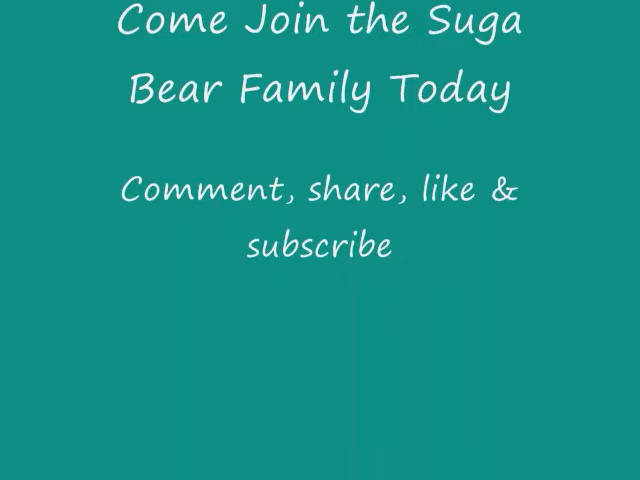 Come Join the Suga
Bear Family Today
Comment, share, like &
subscribe